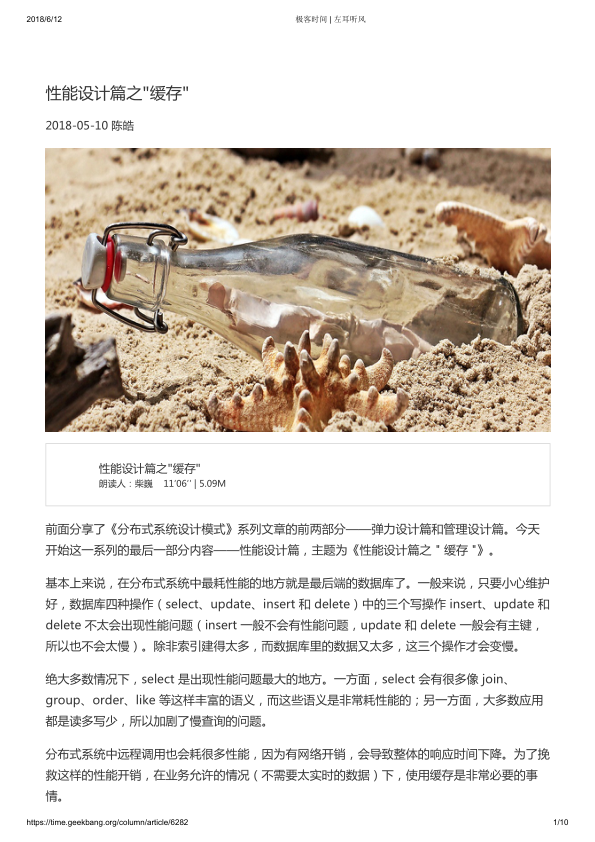 2018/6/12
极客时间 | 左耳听风
性能设计篇之"缓存"
2018-05-10 陈皓
性能设计篇之"缓存"
朗读人：柴巍 11′06′′ | 5.09M
前面分享了《分布式系统设计模式》系列文章的前两部分——弹力设计篇和管理设计篇。今天
开始这一系列的最后一部分内容——性能设计篇，主题为《性能设计篇之 " 缓存 "》。
基本上来说，在分布式系统中最耗性能的地方就是最后端的数据库了。一般来说，只要小心维护
好，数据库四种操作（select、update、insert 和 delete）中的三个写操作 insert、update 和
delete 不太会出现性能问题（insert 一般不会有性能问题，update 和 delete 一般会有主键，
所以也不会太慢）。除非索引建得太多，而数据库里的数据又太多，这三个操作才会变慢。
绝大多数情况下，select 是出现性能问题最大的地方。一方面，select 会有很多像 join、
group、order、like 等这样丰富的语义，而这些语义是非常耗性能的；另一方面，大多数应用
都是读多写少，所以加剧了慢查询的问题。
分布式系统中远程调用也会耗很多性能，因为有网络开销，会导致整体的响应时间下降。为了挽
救这样的性能开销，在业务允许的情况（不需要太实时的数据）下，使用缓存是非常必要的事
情。
https://time.geekbang.org/column/article/6282
1/10